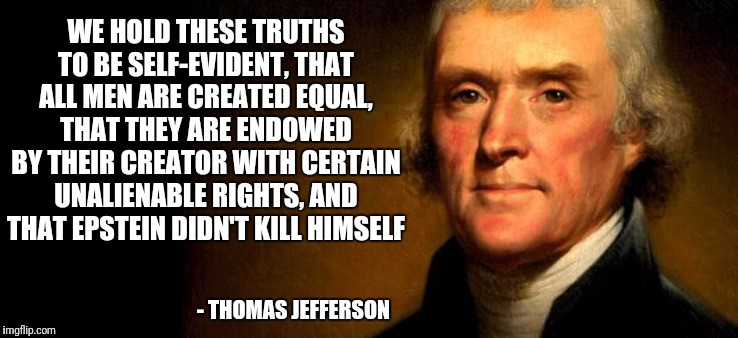 WE HOLD THESE TRUTHS
TO BE SELF-EVIDENT, THAT
ALL MEN ARE CREATED EQUAL,
THAT THEY ARE ENDOWED
BY THEIR CREATOR WITH CERTAIN
UNALIENABLE RIGHTS, AND
THAT EPSTEIN DIDN'T KILL HIMSELF
- THOMAS JEFFERSON
imgflip.com